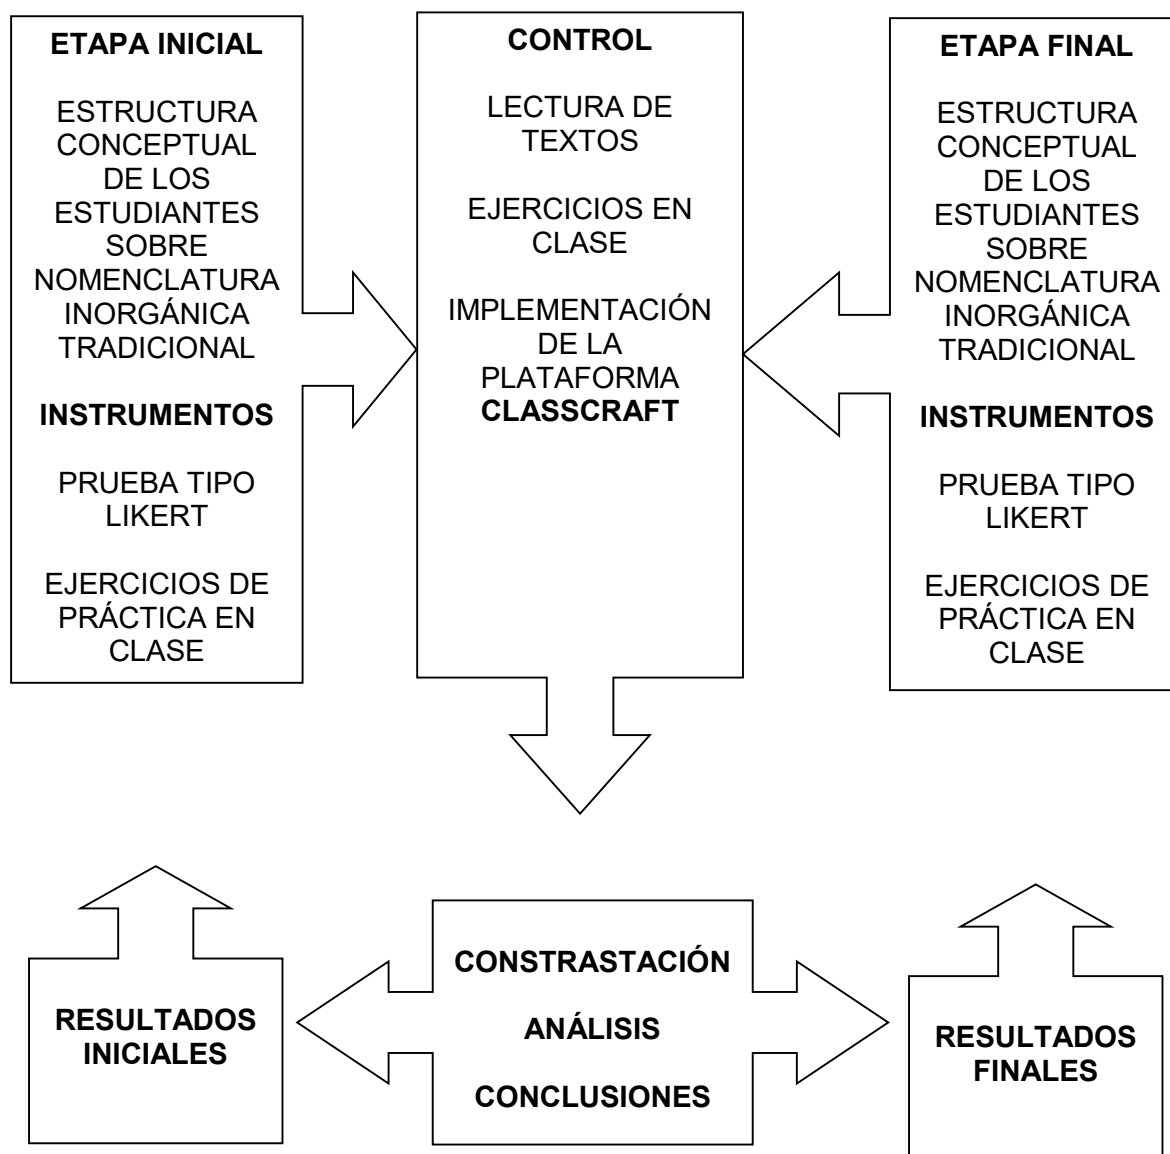 ETAPA INICIAL
ESTRUCTURA
CONCEPTUAL
DE LOS
ESTUDIANTES
SOBRE
NOMENCLATURA
INORGÁNICA
TRADICIONAL
INSTRUMENTOS
PRUEBA TIPO
LIKERT
EJERCICIOS DE
PRÁCTICA EN
CLASE
CONTROL
LECTURA DE
TEXTOS
EJERCICIOS EN
CLASE
IMPLEMENTACIÓN
DE LA
PLATAFORMA
CLASSCRAFT
ETAPA FINAL
ESTRUCTURA
CONCEPTUAL
DE LOS
ESTUDIANTES
SOBRE
NOMENCLATURA
INORGÁNICA
TRADICIONAL
INSTRUMENTOS
PRUEBA TIPO
LIKERT
EJERCICIOS DE
PRÁCTICA EN
CLASE
RESULTADOS
INICIALES
CONSTRASTACIÓN
ANÁLISIS
CONCLUSIONES
RESULTADOS
FINALES